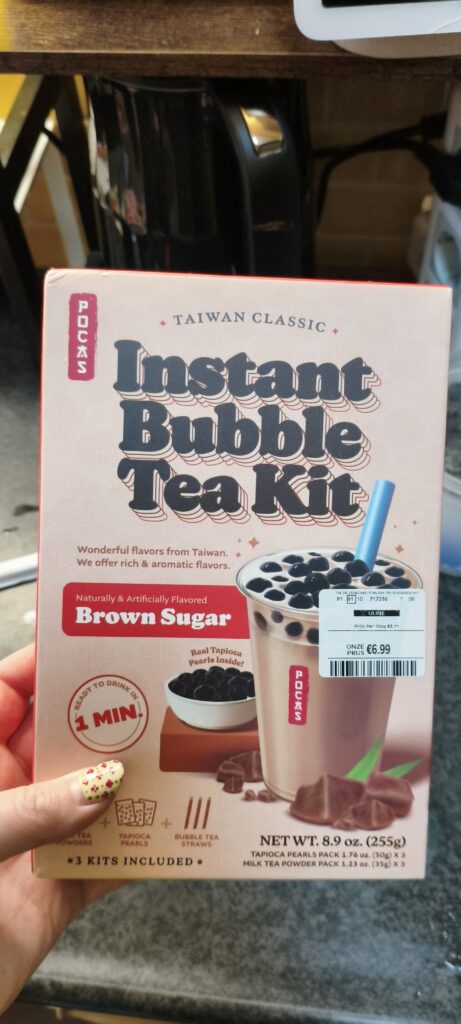 POCAS
TAIWAN CLASSIC
Instant
Bubble
Tea Kit
Wonderful flavors from Taiwan.
We offer rich & aromatic flavors.
Naturally & Artificially Flavored
Brown Sugar
Real Tapioca
Pearls Inside!
READY TO DRINK IN
1 MIN.
717236
ONZE
PRIJS €6.99
POCAS
TEA
POWDERS
+
TAPIOCA
PEARLS
+
BUBBLE TEA
STRAWS
★3 KITS INCLUDED★
NET WT. 8.9 oz. (255g)
TAPIOCA PEARLS PACK 1.76 oz. (50g) X 3
MILK TEA POWDER PACK 1.23 oz. (35g) X 3